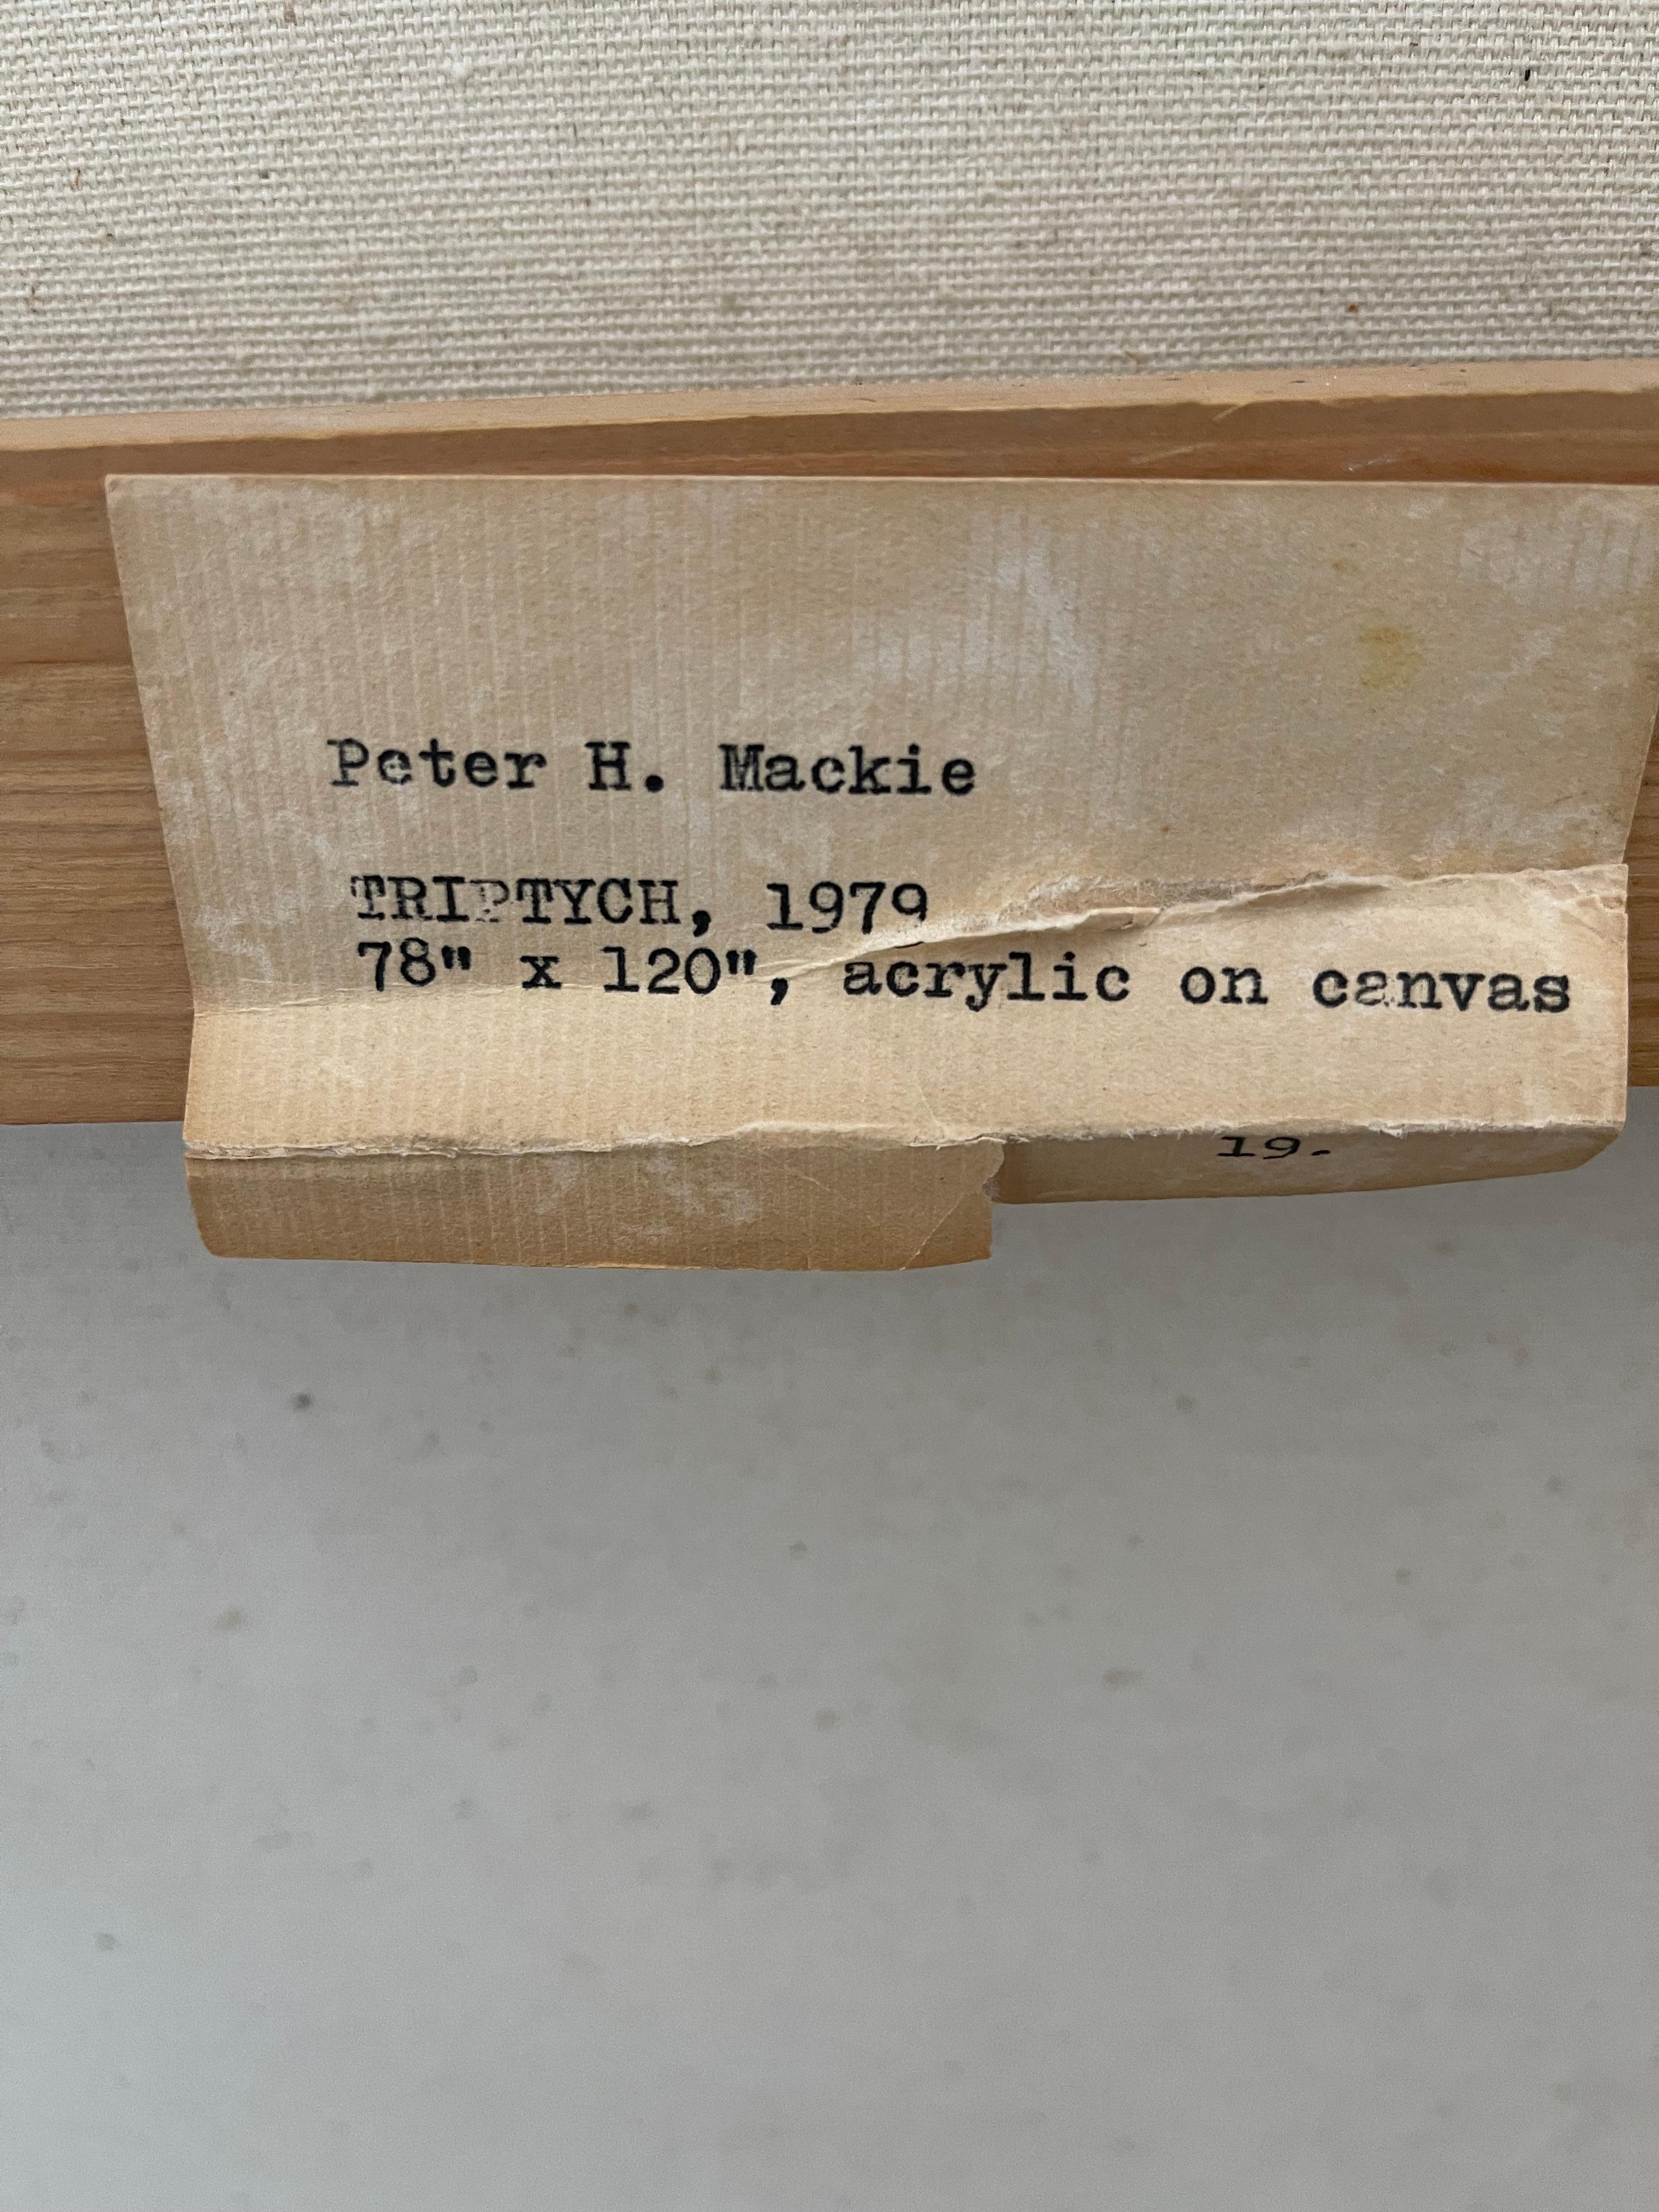 Peter H. Mackie
TRIPTYCH, 1979
78" x 120", acrylic on canvas
19.